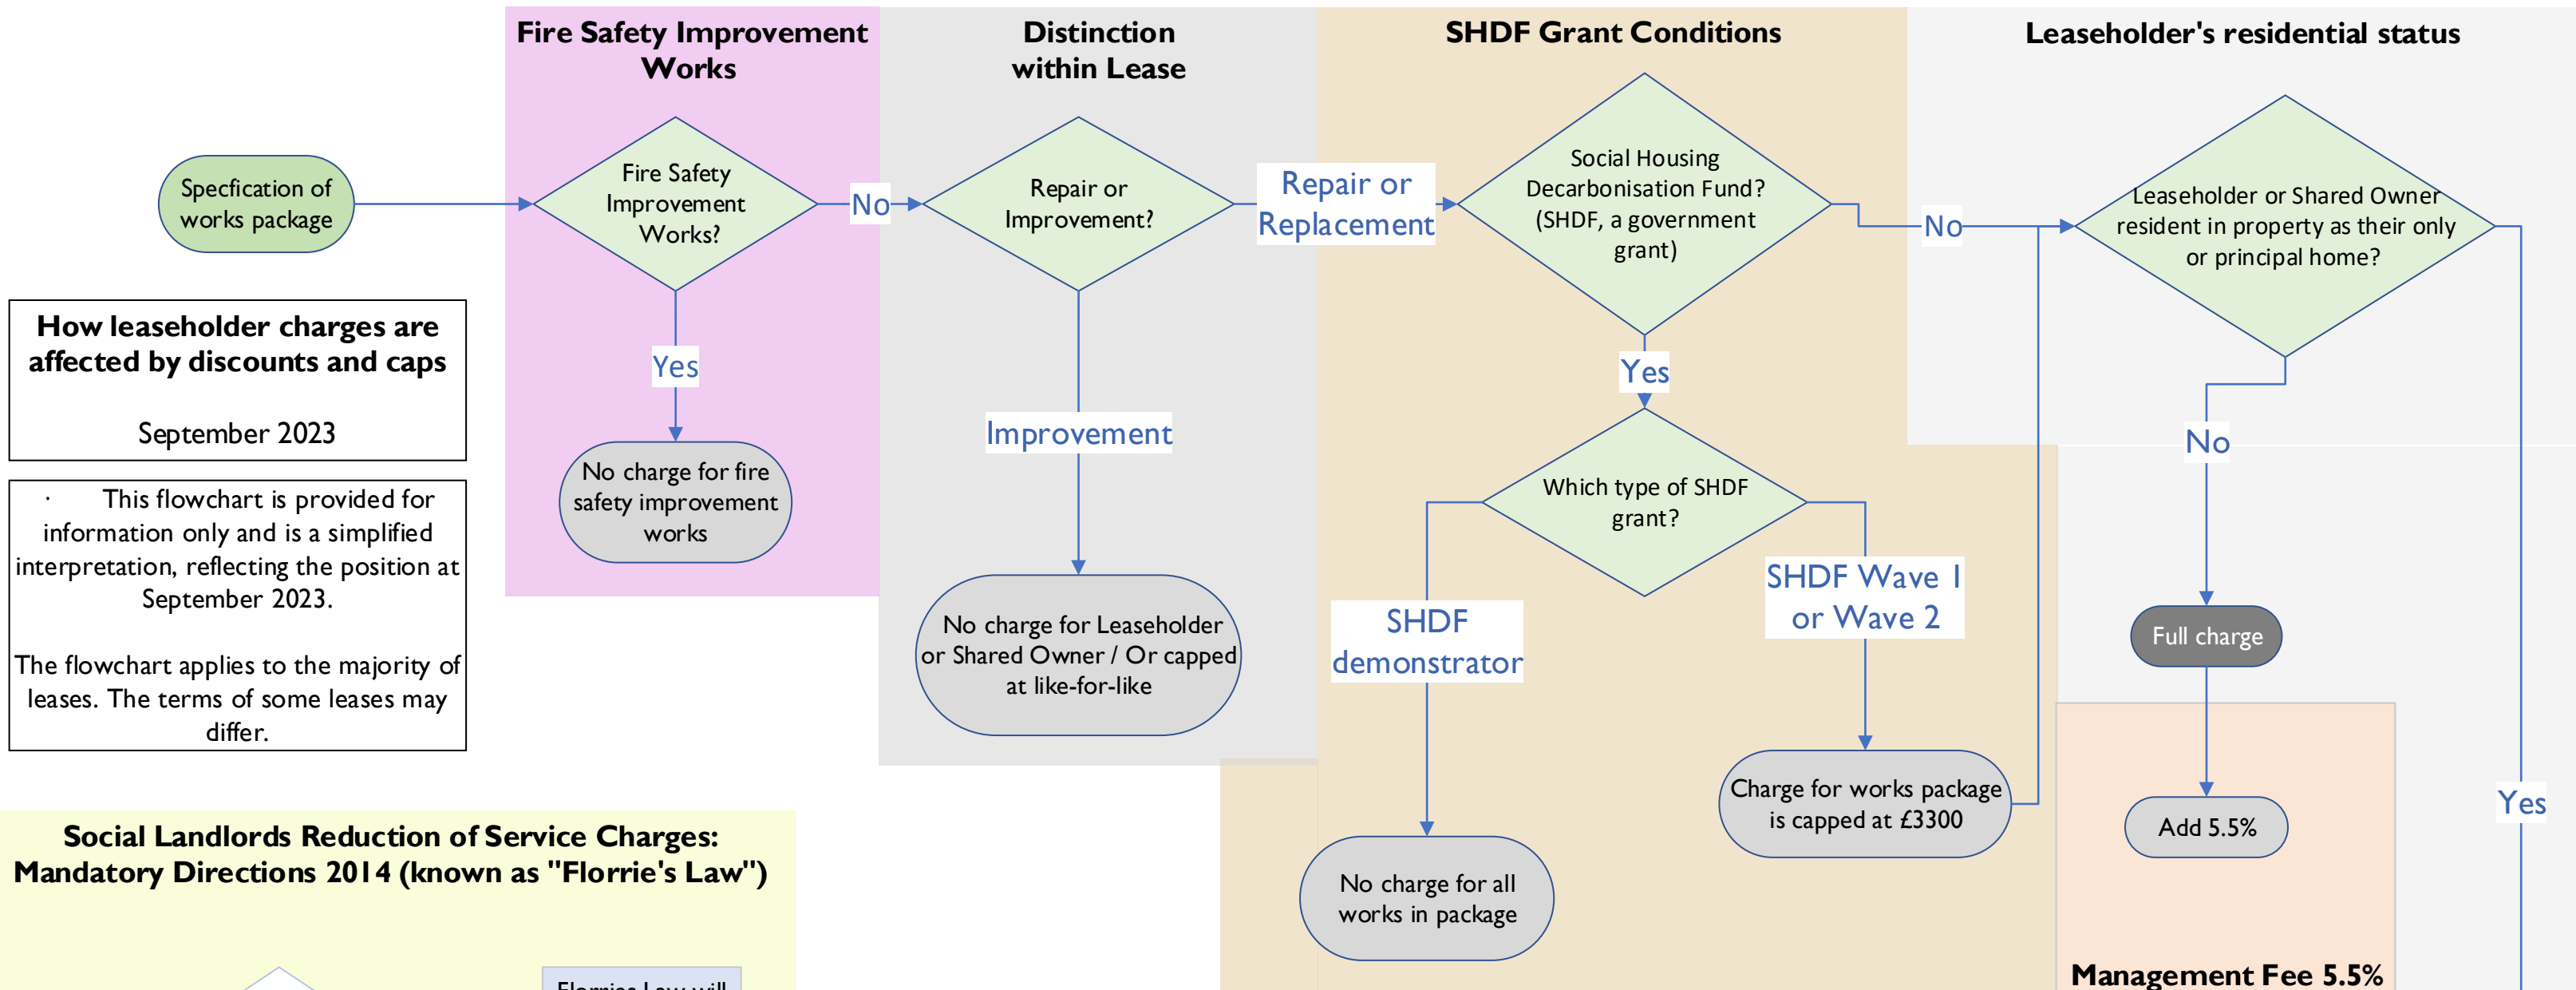 Fire Safety Improvement
Works
Distinction
within Lease
SHDF Grant Conditions
Leaseholder's residential status
Specfication of
works package
Fire Safety
Improvement
Works?
No
Repair or
Improvement?
Repair or
Replacement
Social Housing
Decarbonisation Fund?
(SHDF, a government
grant)
No
Leaseholder or Shared Owner
resident in property as their only
or principal home?
How leaseholder charges are
affected by discounts and caps
September 2023
Yes
Improvement
Yes
No
· This flowchart is provided for
information only and is a simplified
interpretation, reflecting the position at
September 2023.
The flowchart applies to the majority of
leases. The terms of some leases may
differ.
No charge for fire
safety improvement
works
No charge for Leaseholder
or Shared Owner / Or capped
at like-for-like
Which type of SHDF
grant?
SHDF
demonstrator
SHDF Wave 1
or Wave 2
Full charge
Charge for works package
is capped at £3300
Add 5.5%
Yes
No charge for all
works in package
Management Fee 5.5%
Social Landlords Reduction of Service Charges:
Mandatory Directions 2014 (known as "Florrie's Law")
Florries Law will